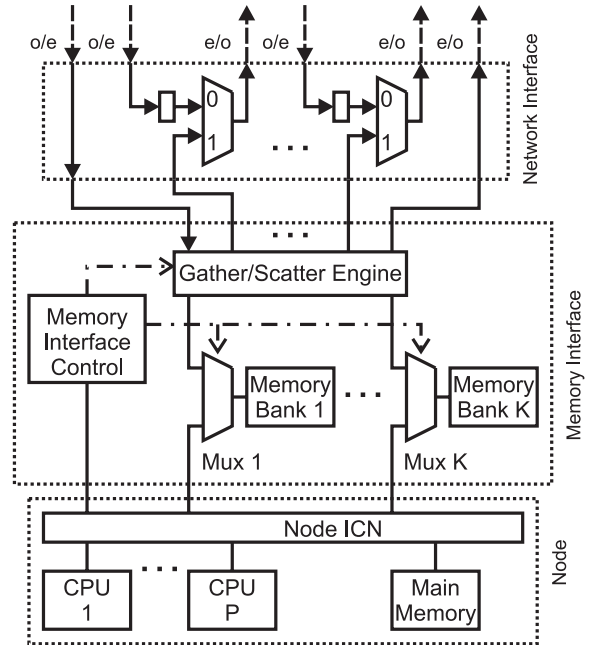 o/e o/e e/o o/e e/o e/o
0 0
1 1
. . .
Network Interface
. . .
Gather/Scatter Engine
Memory
Interface
Control
Memory
Bank 1
. . .
Memory
Bank K
Mux 1
Mux K
Memory Interface
Node ICN
CPU
1
. . .
CPU
P
Main
Memory
Node